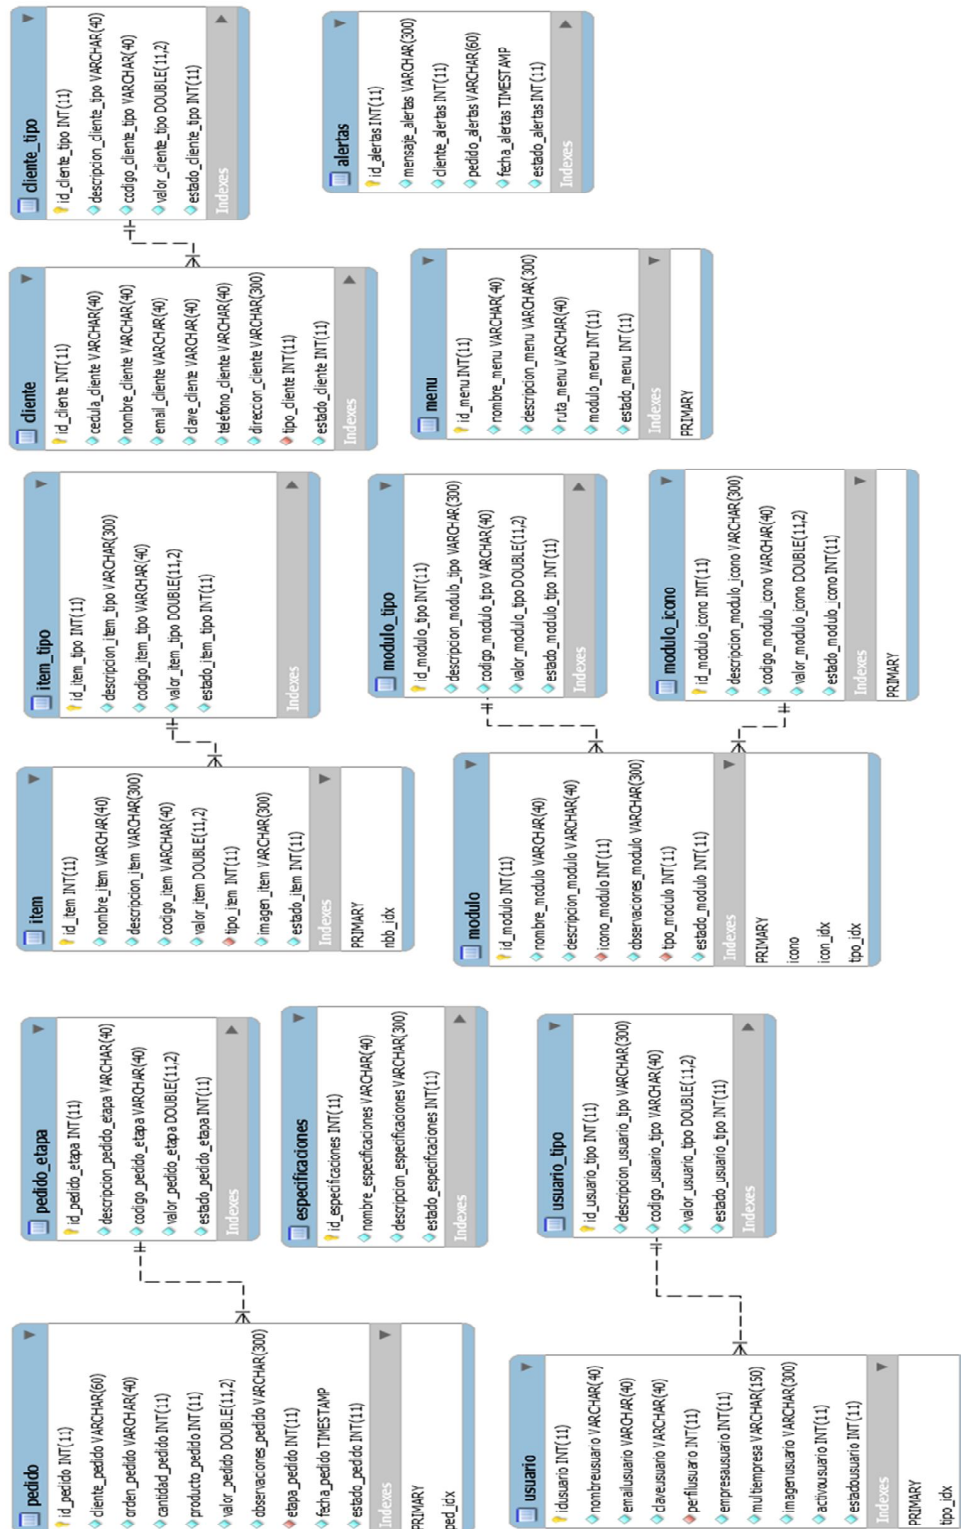 pedido
id_pedido INT(11)
cliente_pedido VARCHAR(60)
orden_pedido VARCHAR(40)
cantidad_pedido INT(11)
producto_pedido INT(11)
valor_pedido DOUBLE(11,2)
observaciones_pedido VARCHAR(300)
etapa_pedido INT(11)
fecha_pedido TIMESTAMP
estado_pedido INT(11)
Indexes
PRIMARY
ped_idx
pedido_etapa
id_pedido_etapa INT(11)
descripcion_pedido_etapa VARCHAR(40)
codigo_pedido_etapa VARCHAR(40)
valor_pedido_etapa DOUBLE(11,2)
estado_pedido_etapa INT(11)
Indexes
item
id_item INT(11)
nombre_item VARCHAR(40)
descripcion_item VARCHAR(300)
codigo_item VARCHAR(40)
valor_item DOUBLE(11,2)
tipo_item INT(11)
imagen_item VARCHAR(300)
estado_item INT(11)
Indexes
PRIMARY
nbb_idx
item_tipo
id_item_tipo INT(11)
descripcion_item_tipo VARCHAR(300)
codigo_item_tipo VARCHAR(40)
valor_item_tipo DOUBLE(11,2)
estado_item_tipo INT(11)
Indexes
cliente
id_cliente INT(11)
cedula_cliente VARCHAR(40)
nombre_cliente VARCHAR(40)
email_cliente VARCHAR(40)
clave_cliente VARCHAR(40)
telefono_cliente VARCHAR(40)
direccion_cliente VARCHAR(300)
tipo_cliente INT(11)
estado_cliente INT(11)
Indexes
cliente_tipo
id_cliente_tipo INT(11)
descripcion_cliente_tipo VARCHAR(40)
codigo_cliente_tipo VARCHAR(40)
valor_cliente_tipo DOUBLE(11,2)
estado_cliente_tipo INT(11)
Indexes
especificaciones
id_especificaciones INT(11)
nombre_especificaciones VARCHAR(40)
descripcion_especificaciones VARCHAR(300)
estado_especificaciones INT(11)
Indexes
alertas
id_alertas INT(11)
mensaje_alertas VARCHAR(300)
cliente_alertas INT(11)
pedido_alertas VARCHAR(60)
fecha_alertas TIMESTAMP
estado_alertas INT(11)
Indexes
modulo_tipo
id_modulo_tipo INT(11)
descripcion_modulo_tipo VARCHAR(300)
codigo_modulo_tipo VARCHAR(40)
valor_modulo_tipo DOUBLE(11,2)
estado_modulo_tipo INT(11)
Indexes
menu
id_menu INT(11)
nombre_menu VARCHAR(40)
descripcion_menu VARCHAR(300)
ruta_menu VARCHAR(40)
modulo_menu INT(11)
estado_menu INT(11)
Indexes
PRIMARY
usuario
idusuario INT(11)
nombreusuario VARCHAR(40)
emailusuario VARCHAR(40)
claveusuario VARCHAR(40)
perfilusuario INT(11)
empresausuario INT(11)
multiempresa VARCHAR(150)
imagenusuario VARCHAR(300)
activousuario INT(11)
estadousuario INT(11)
Indexes
PRIMARY
tipo_idx
usuario_tipo
id_usuario_tipo INT(11)
descripcion_usuario_tipo VARCHAR(300)
codigo_usuario_tipo VARCHAR(40)
valor_usuario_tipo DOUBLE(11,2)
estado_usuario_tipo INT(11)
Indexes
modulo
id_modulo INT(11)
nombre_modulo VARCHAR(40)
descripcion_modulo VARCHAR(40)
icono_modulo INT(11)
observaciones_modulo VARCHAR(300)
tipo_modulo INT(11)
estado_modulo INT(11)
Indexes
PRIMARY
icono
icon_idx
tipo_idx
modulo_icono
id_modulo_icono INT(11)
descripcion_modulo_icono VARCHAR(300)
codigo_modulo_icono VARCHAR(40)
valor_modulo_icono DOUBLE(11,2)
estado_modulo_icono INT(11)
Indexes
PRIMARY